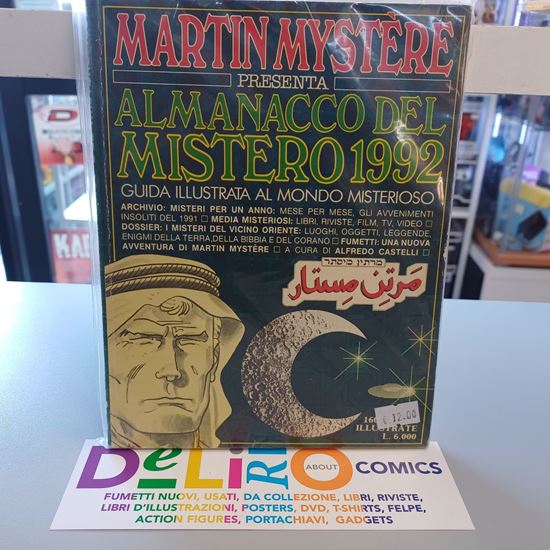 MARTIN MYSTÈRE
PRESENTA
ALMANACCO DEL
MISTERO 1992
GUIDA ILLUSTRATA AL MONDO MISTERIOSO
ARCHIVIO: MISTERI PER UN ANNO: MESE PER MESE, GLI AVVENIMENTI
INSOLITI DEL 1991 □ MEDIA MISTERIOSI: LIBRI, RIVISTE, FILM, TV, VIDEO □
DOSSIER: I MISTERI DEL VICINO ORIENTE: LUOGHI, OGGETTI, LEGGENDE,
ENIGMI DELLA TERRA, DELLA BIBBIA E DEL CORANO □ FUMETTI: UNA NUOVA
AVVENTURA DI MARTIN MYSTÈRE □ A CURA DI ALFREDO CASTELLI
מרתין מיסתר
مَرتِن مِستار
€ 12.00
ILLUSTRATE
L. 6.000
DeLiRiO
ABOUT COMICS
FUMETTI NUOVI, USATI, DA COLLEZIONE, LIBRI, RIVISTE,
LIBRI D'ILLUSTRAZIONI, POSTERS, DVD, T-SHIRTS, FELPE,
ACTION FIGURES, PORTACHIAVI, GADGETS